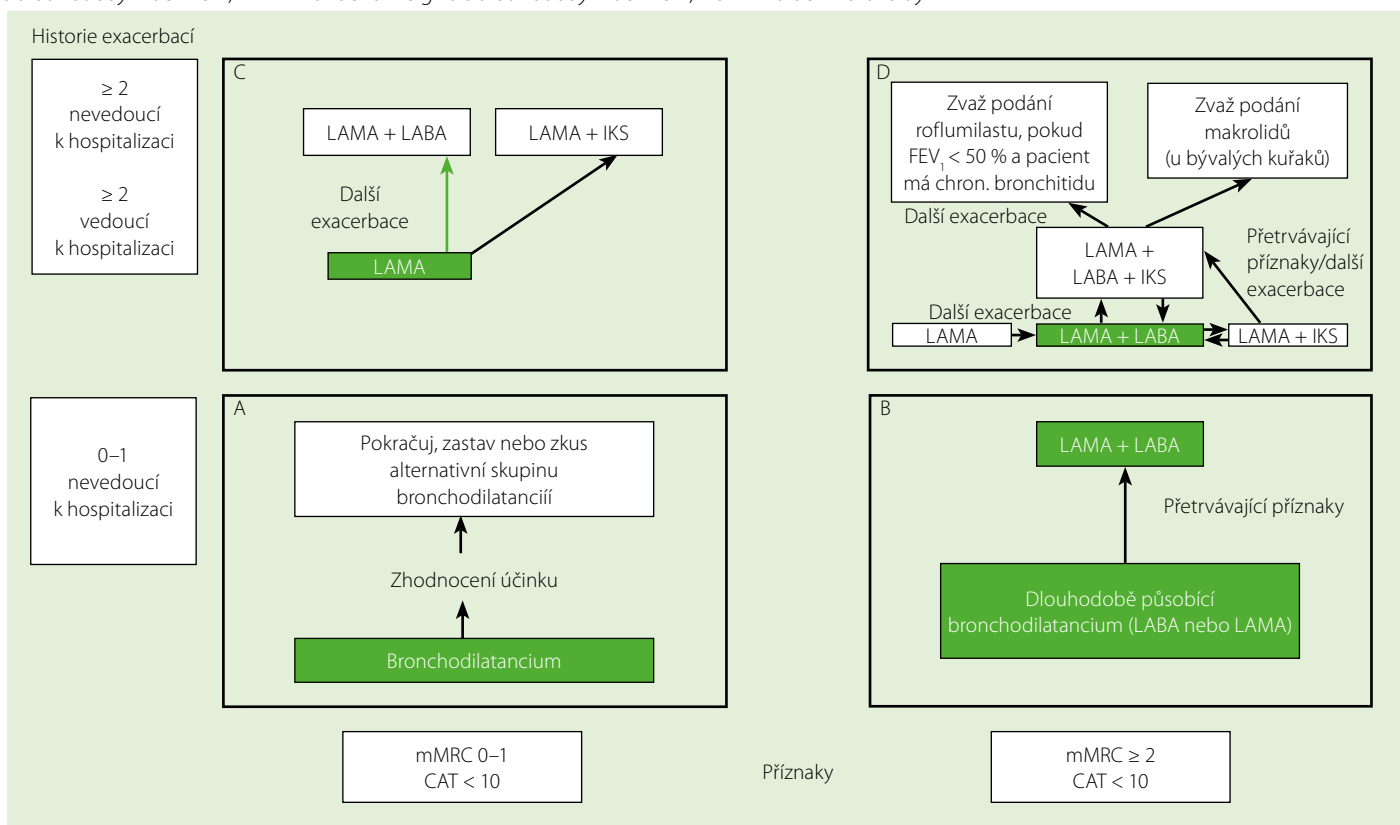 Historie exacerbací
≥ 2
nevedoucí
k hospitalizaci
≥ 2
vedoucí
k hospitalizaci
C
LAMA + LABA
LAMA + IKS
Další
exacerbace
LAMA
D
Zvaž podání
roflumilastu, pokud
FEV1 < 50 % a pacient
má chron. bronchitidu
Zvaž podání
makrolidů
(u bývalých kuřaků)
Další exacerbace
LAMA +
LABA + IKS
Přetrvávající
příznaky/další
exacerbace
Další exacerbace
LAMA
LAMA + LABA
LAMA + IKS
0–1
nevedoucí
k hospitalizaci
A
Pokračuj, zastav nebo zkus
alternativní skupinu
bronchodilatanciíí
Zhodnocení účinku
Bronchodilatancium
B
LAMA + LABA
Přetrvávající příznaky
Dlouhodobě působící
bronchodilatancium (LABA nebo LAMA)
mMRC 0–1
CAT < 10
Příznaky
mMRC ≥ 2
CAT < 10